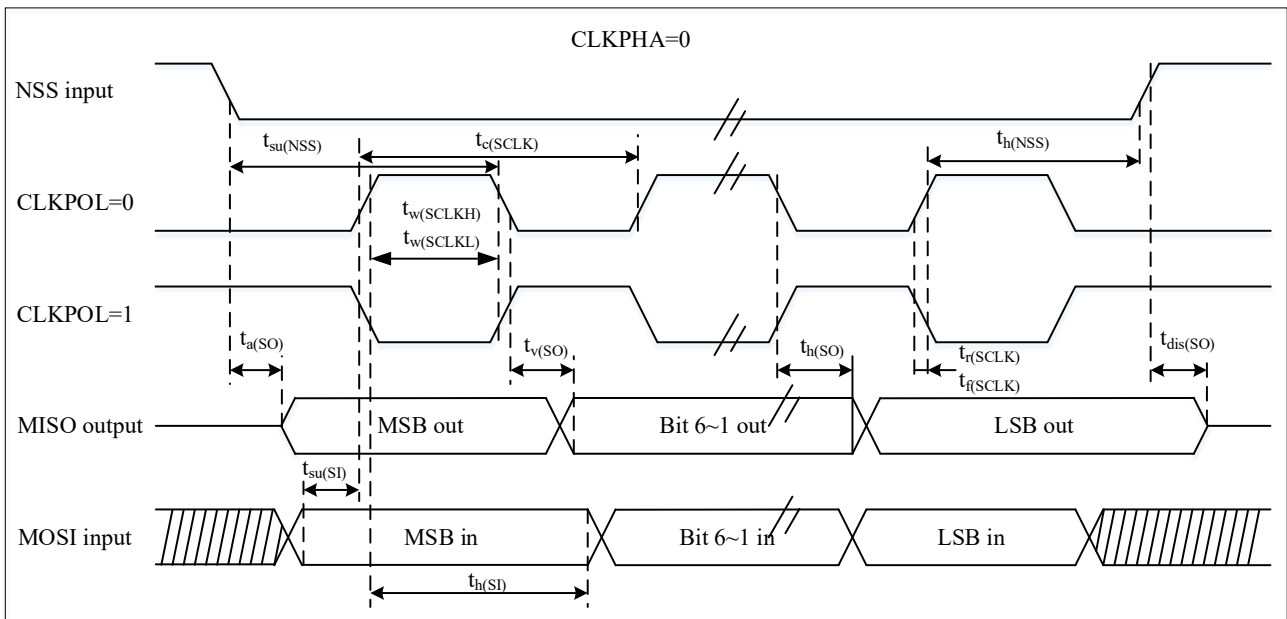 CLKPHA=0
NSS input
tsu(NSS)
tc(SCLK)
th(NSS)
CLKPOL=0
tw(SCLKH)
tw(SCLKL)
CLKPOL=1
ta(SO)
tv(SO)
th(SO)
tr(SCLK)
tf(SCLK)
tdis(SO)
MISO output
MSB out
Bit 6~1 out
LSB out
tsu(SI)
MOSI input
MSB in
Bit 6~1 in
LSB in
th(SI)